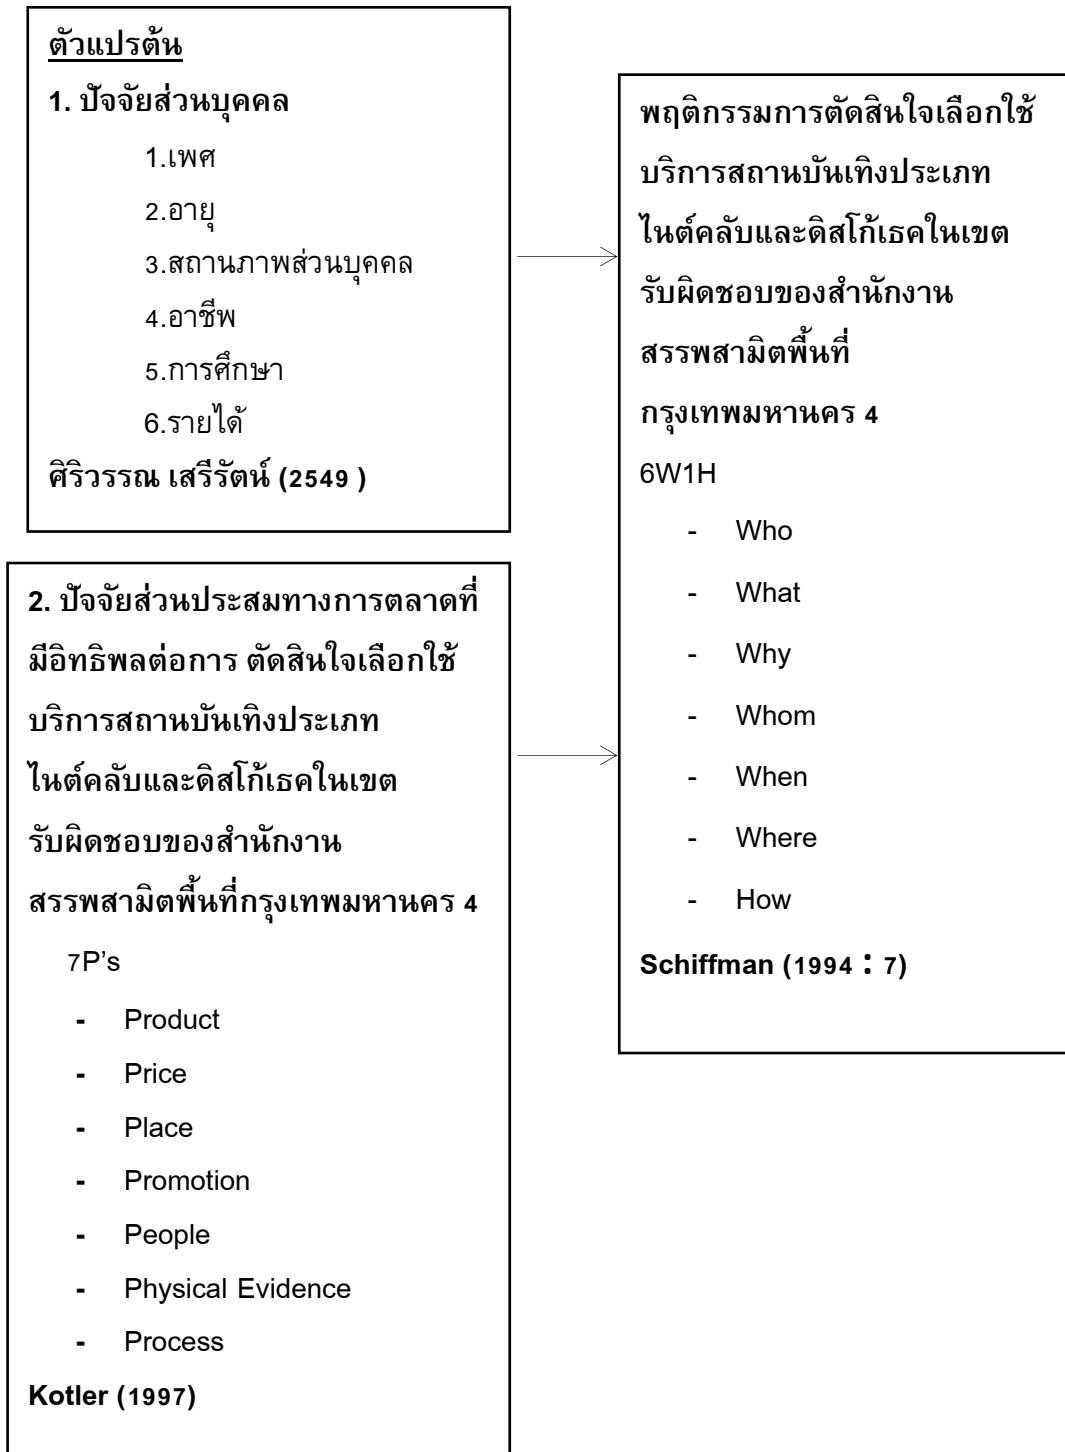 ตัวแปรต้น
1. ปัจจัยส่วนบุคคล
1.เพศ
2.อายุ
3.สถานภาพส่วนบุคคล
4.อาชีพ
5.การศึกษา
6.รายได้
ศิริวรรณ เสรีรัตน์ (2549 )
2. ปัจจัยส่วนประสมทางการตลาดที่
มีอิทธิพลต่อการ ตัดสินใจเลือกใช้
บริการสถานบันเทิงประเภท
ไนต์คลับและดิสโก้เธคในเขต
รับผิดชอบของสำนักงาน
สรรพสามิตพื้นที่กรุงเทพมหานคร 4
7P’s
- Product
- Price
- Place
- Promotion
- People
- Physical Evidence
- Process
Kotler (1997)
พฤติกรรมการตัดสินใจเลือกใช้
บริการสถานบันเทิงประเภท
ไนต์คลับและดิสโก้เธคในเขต
รับผิดชอบของสำนักงาน
สรรพสามิตพื้นที่
กรุงเทพมหานคร 4
6W1H
- Who
- What
- Why
- Whom
- When
- Where
- How
Schiffman (1994 : 7)